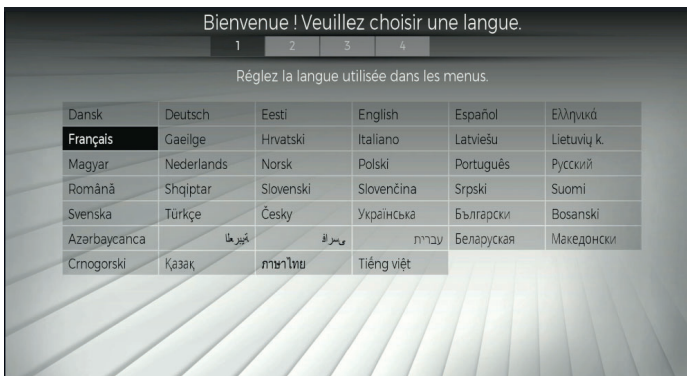 Bienvenue ! Veuillez choisir une langue.
1 2 3 4
Réglez la langue utilisée dans les menus.
Dansk Deutsch Eesti English Español Ελληνικά
Français Gaeilge Hrvatski Italiano Latviešu Lietuvių k.
Magyar Nederlands Norsk Polski Português Русский
Română Shqiptar Slovenski Slovenčina Srpski Suomi
Svenska Türkçe Česky Українська Български Bosanski
Azərbaycanca العربية فارسی עברית Беларуская Македонски
Crnogorski Қазақ ภาษาไทย Tiếng việt